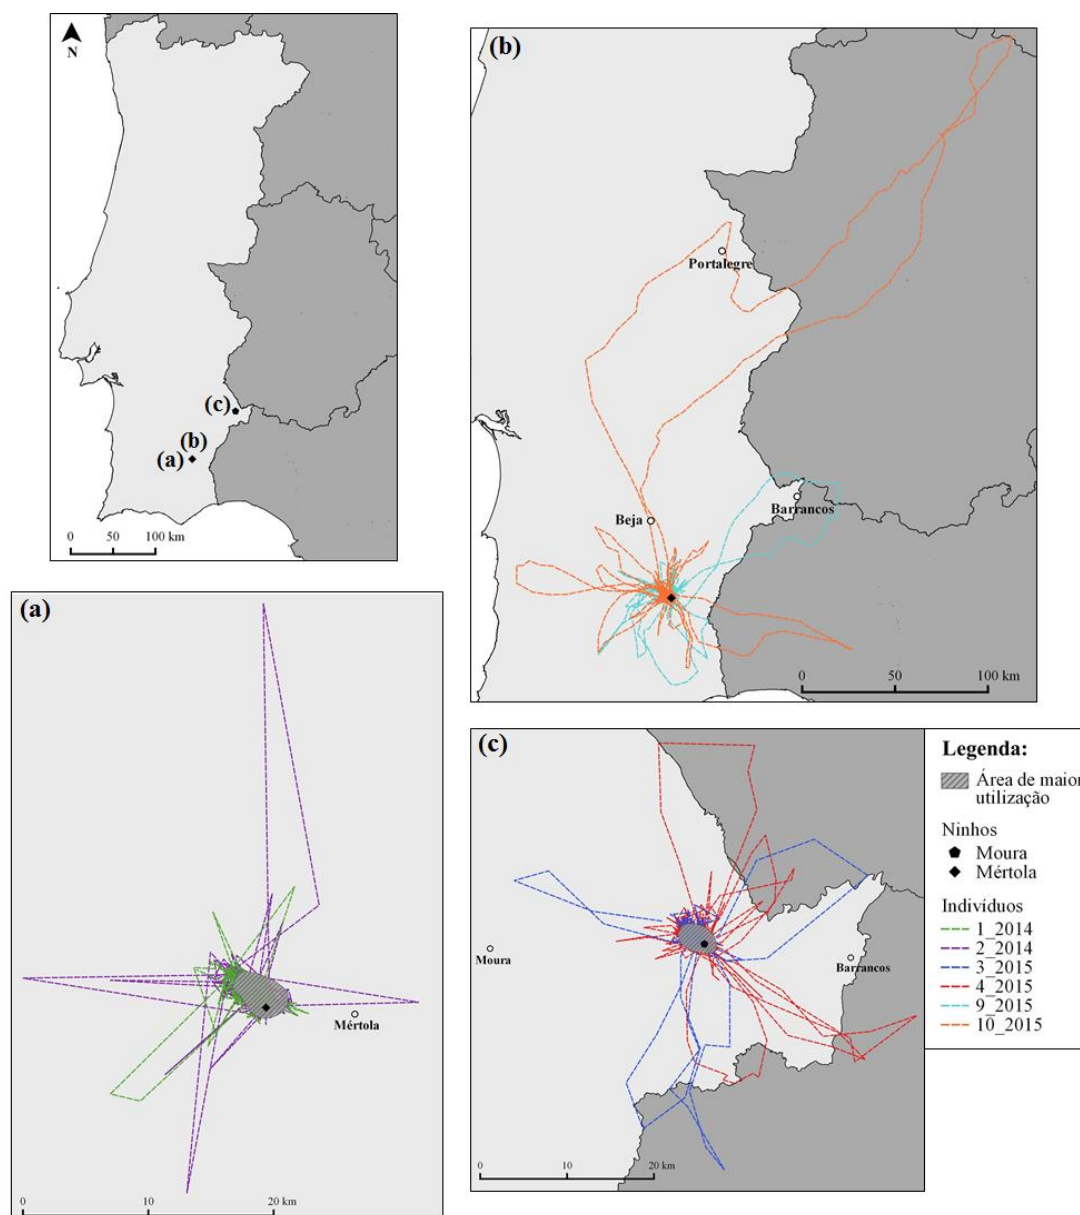 N
(c)
(b)
(a)
0 50 100 km
(b)
Portalegre
Beja
Barrancos
0 50 100 km
(a)
Mértola
0 10 20 km
(c)
Moura
Barrancos
0 10 20 km
Legenda:
Área de maior
utilização
Ninhos
Moura
Mértola
Indivíduos
1_2014
2_2014
3_2015
4_2015
9_2015
10_2015